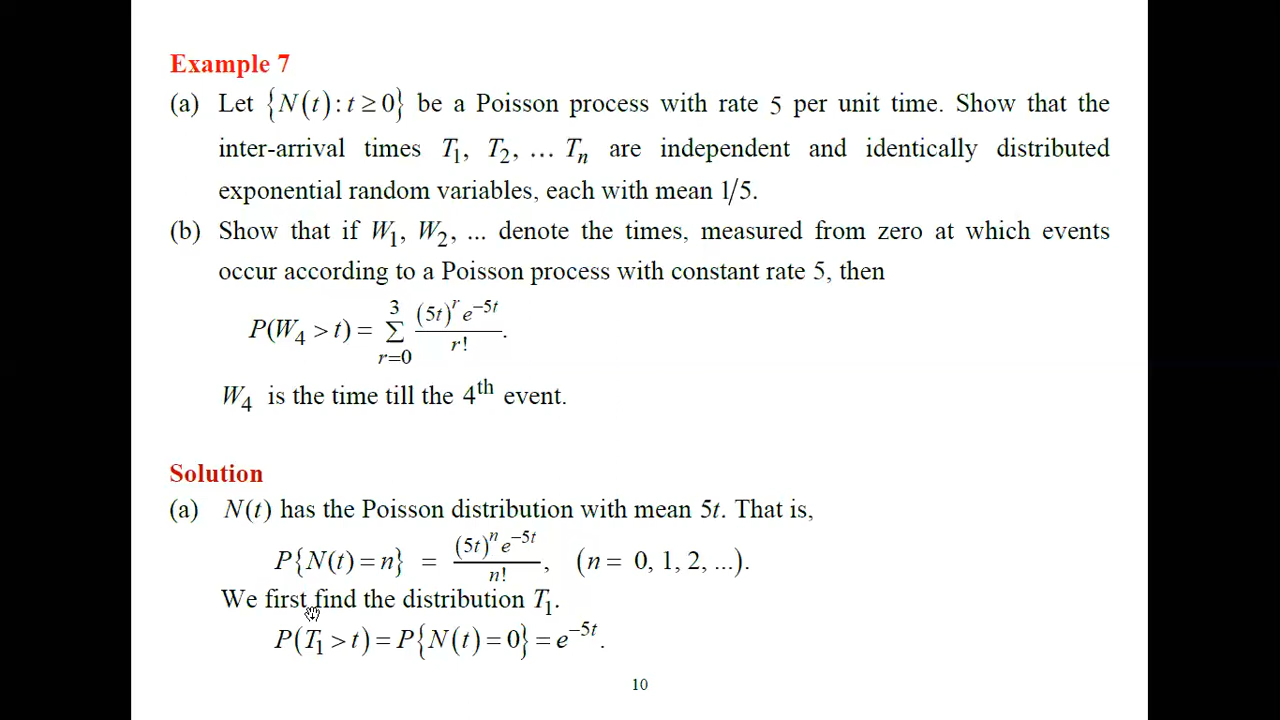 Example 7
(a) Let {N(t) : t ≥ 0} be a Poisson process with rate 5 per unit time. Show that the
inter-arrival times T₁, T₂, … Tₙ are independent and identically distributed
exponential random variables, each with mean 1/5.
(b) Show that if W₁, W₂, ... denote the times, measured from zero at which events
occur according to a Poisson process with constant rate 5, then
P(W₄ > t) = ∑_{r=0}^{3} (5t)^r e^{−5t} / r! .
W₄ is the time till the 4th event.
Solution
(a) N(t) has the Poisson distribution with mean 5t. That is,
P{N(t) = n} = (5t)^n e^{−5t} / n! , (n = 0, 1, 2, ...).
We first find the distribution T₁.
P(T₁ > t) = P{N(t) = 0} = e^{−5t}.
10